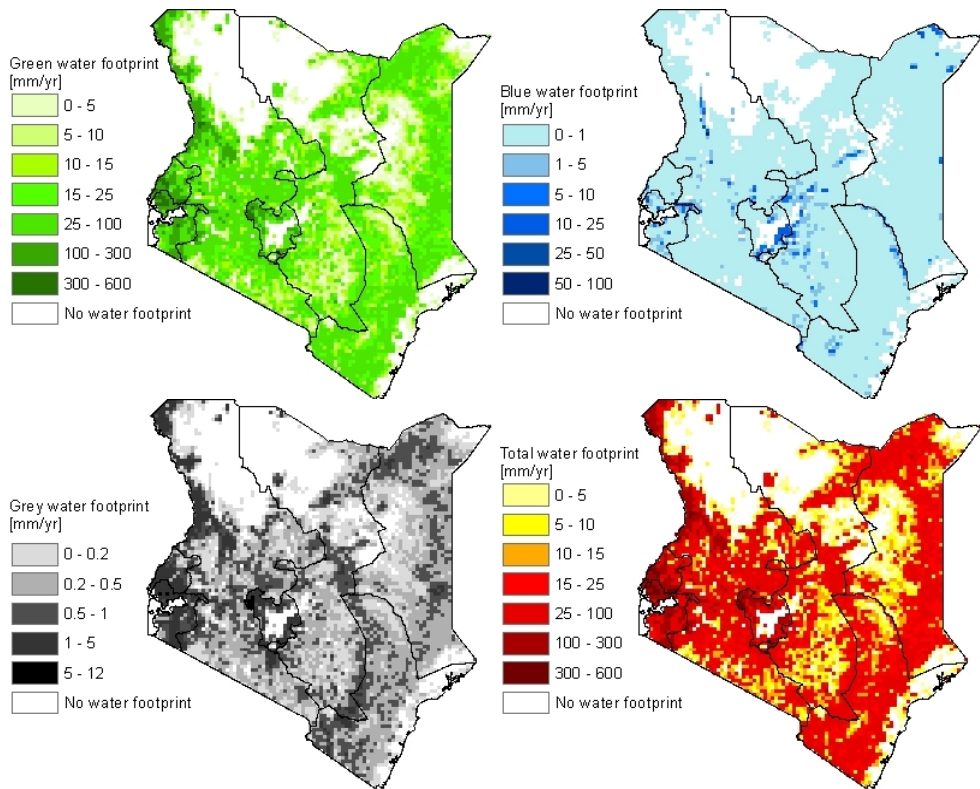 Green water footprint
[mm/yr]
0 - 5
5 - 10
10 - 15
15 - 25
25 - 100
100 - 300
300 - 600
No water footprint
Blue water footprint
[mm/yr]
0 - 1
1 - 5
5 - 10
10 - 25
25 - 50
50 - 100
No water footprint
Grey water footprint
[mm/yr]
0 - 0.2
0.2 - 0.5
0.5 - 1
1 - 5
5 - 12
No water footprint
Total water footprint
[mm/yr]
0 - 5
5 - 10
10 - 15
15 - 25
25 - 100
100 - 300
300 - 600
No water footprint